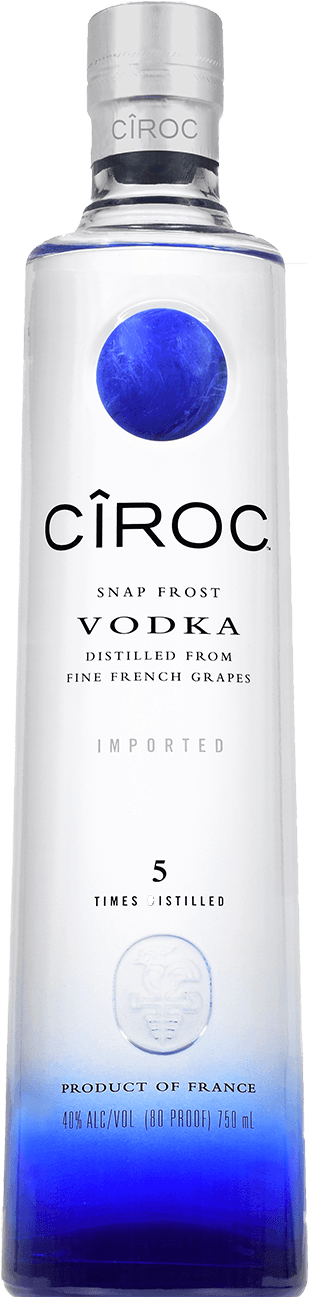 CÎROC
CÎROC™
SNAP FROST
VODKA
DISTILLED FROM
FINE FRENCH GRAPES
IMPORTED
5
TIMES DISTILLED
PRODUCT OF FRANCE
40% ALC/VOL (80 PROOF) 750 mL